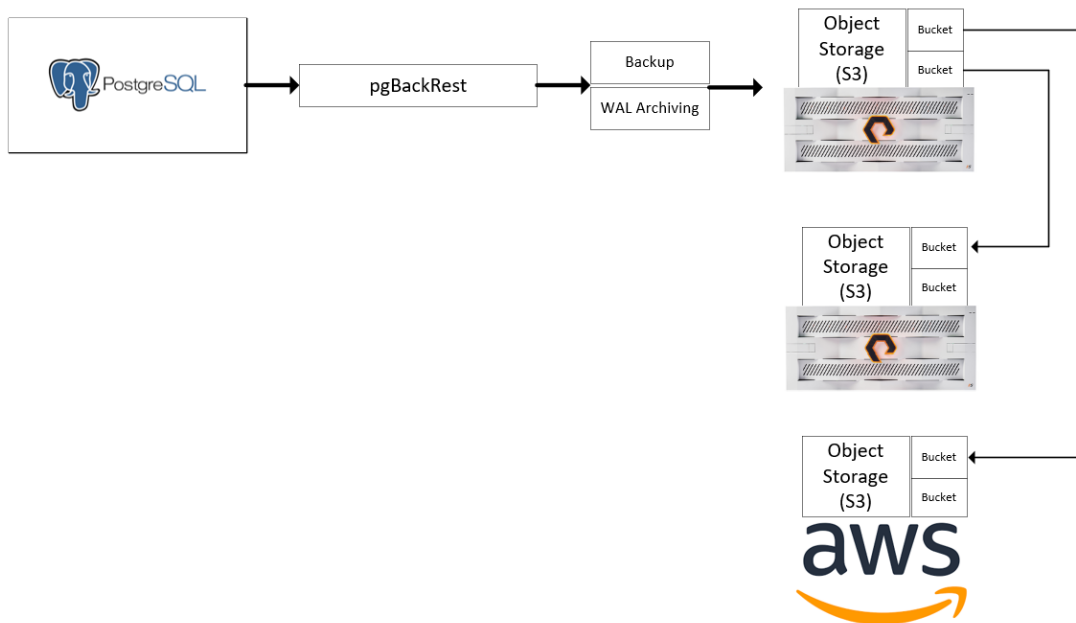 PostgreSQL
pgBackRest
Backup
WAL Archiving
Object
Storage
(S3)
Bucket
Bucket
Object
Storage
(S3)
Bucket
Bucket
Object
Storage
(S3)
Bucket
Bucket
aws